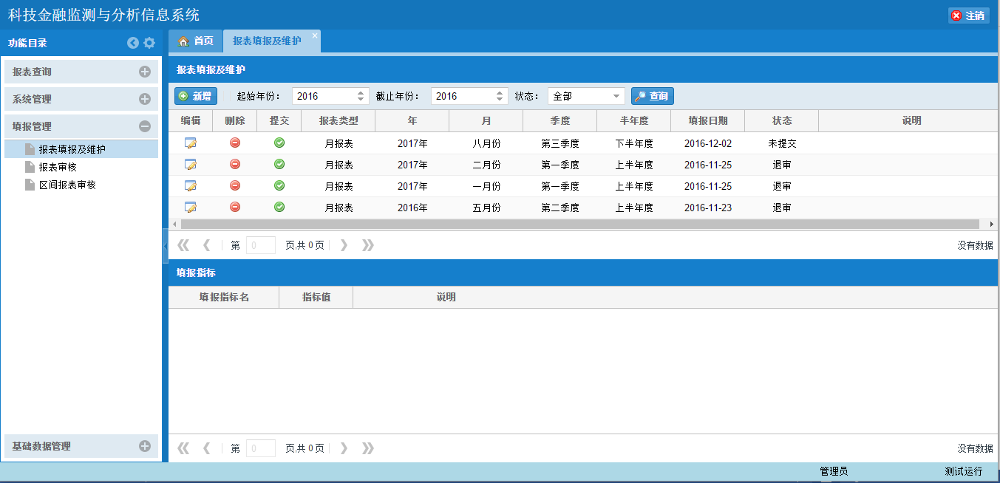 科技金融监测与分析信息系统 注销
功能目录 首页 报表填报及维护
报表填报及维护
报表查询
系统管理
填报管理
报表填报及维护
报表审核
区间报表审核
基础数据管理
新增 起始年份： 2016 截止年份： 2016 状态： 全部 查询
编辑 删除 提交 报表类型 年 月 季度 半年度 填报日期 状态 说明
月报表 2017年 八月份 第三季度 下半年度 2016-12-02 未提交
月报表 2017年 二月份 第一季度 上半年度 2016-11-25 退审
月报表 2017年 一月份 第一季度 上半年度 2016-11-25 退审
月报表 2016年 五月份 第二季度 上半年度 2016-11-23 退审
第 0 页,共 0 页 没有数据
填报指标
填报指标名 指标值 说明
第 0 页,共 0 页 没有数据
管理员 测试运行